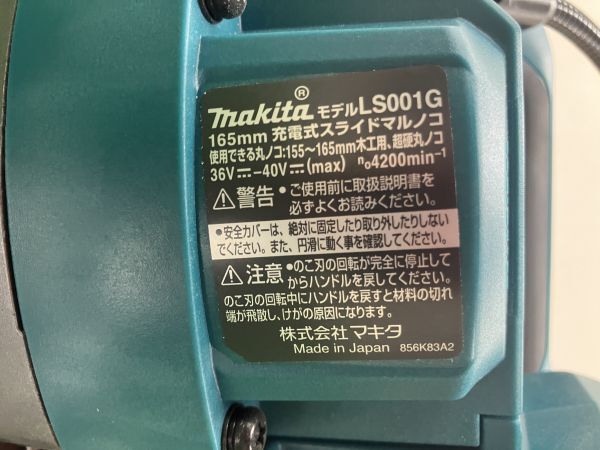 makita® モデルLS001G
165mm 充電式スライドマルノコ
使用できる丸ノコ:155~165mm木工用、超硬丸ノコ
36V⎓-40V⎓(max) n₀4200min⁻¹
⚠警告 •ご使用前に取扱説明書を
必ずよくお読みください。
•安全カバーは、絶対に固定したり取り外したりしない
でください。また、円滑に動く事を確認してください。
⚠注意 •のこ刃の回転が完全に停止して
からハンドルを戻してください。
のこ刃の回転中にハンドルを戻すと材料の切れ
端が飛散し、けがの原因になります。
株式会社マキタ
Made in Japan 856K83A2